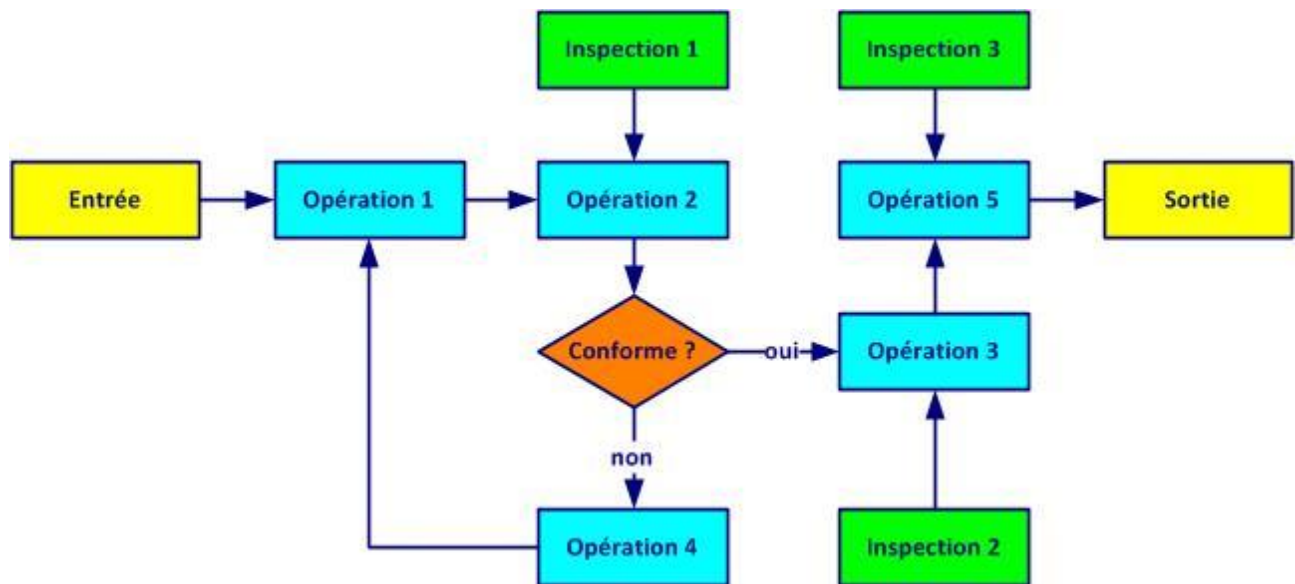 Inspection 1
Inspection 3
Entrée
Opération 1
Opération 2
Opération 5
Sortie
Conforme ?
oui
Opération 3
non
Opération 4
Inspection 2